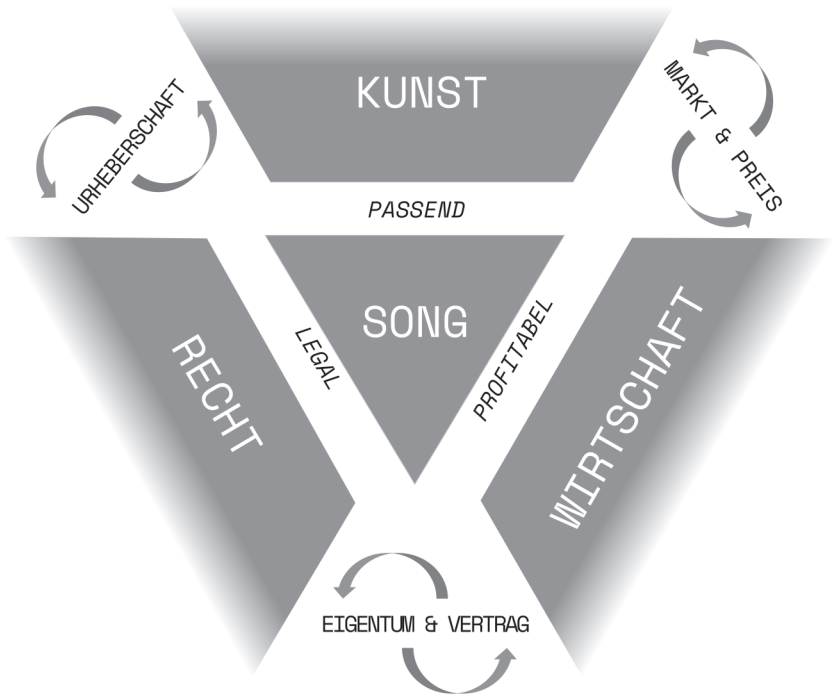 KUNST
URHEBERSCHAFT
MARKT & PREIS
PASSEND
SONG
LEGAL
PROFITABEL
RECHT
WIRTSCHAFT
EIGENTUM & VERTRAG